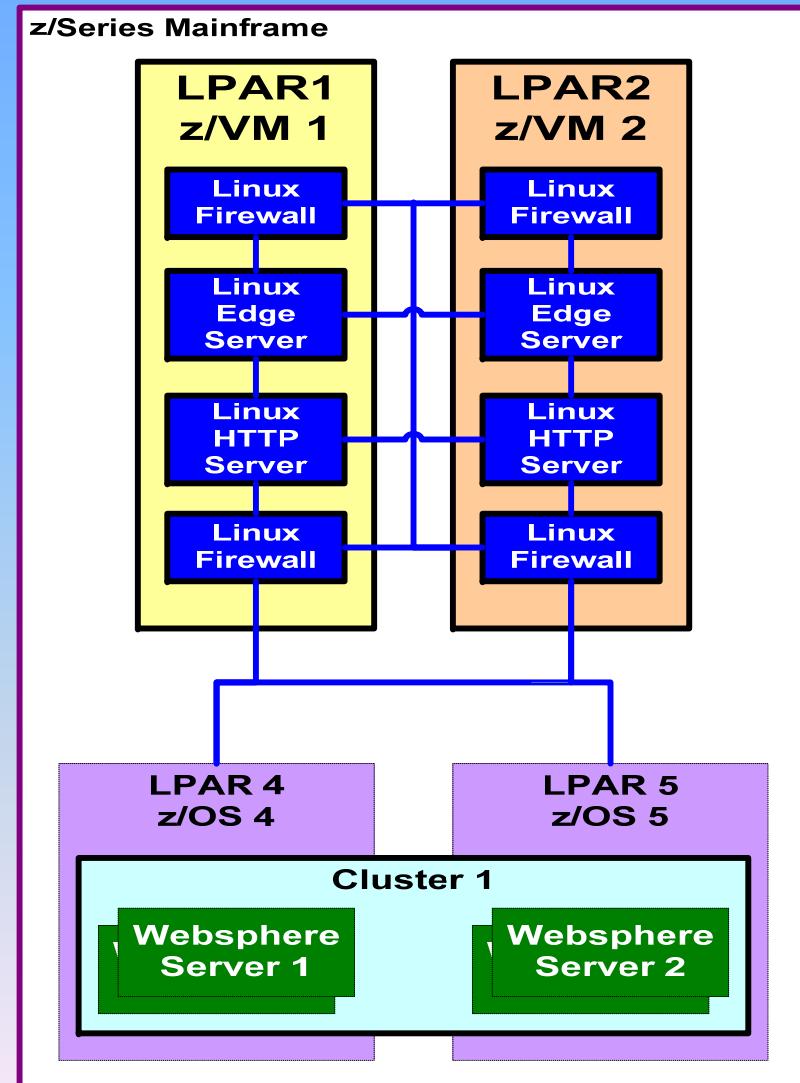 z/Series Mainframe
LPAR1
z/VM 1
Linux
Firewall
Linux
Edge
Server
Linux
HTTP
Server
Linux
Firewall
LPAR2
z/VM 2
Linux
Firewall
Linux
Edge
Server
Linux
HTTP
Server
Linux
Firewall
LPAR 4
z/OS 4
LPAR 5
z/OS 5
Cluster 1
Websphere
Server 1
Websphere
Server 2